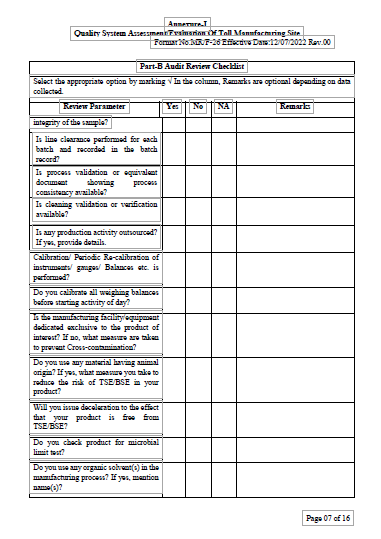 Annexure-I
Quality System Assessment/Evaluation Of Toll Manufacturing Site
Format No:MR/F-26 Effective Date:12/07/2022 Rev.00
Part-B Audit Review Checklist
Select the appropriate option by marking √ In the column, Remarks are optional depending on data
collected.
Review Parameter Yes No NA Remarks
integrity of the sample?
Is line clearance performed for each
batch and recorded in the batch
record?
Is process validation or equivalent
document showing process
consistency available?
Is cleaning validation or verification
available?
Is any production activity outsourced?
If yes, provide details.
Calibration/ Periodic Re-calibration of
instruments/ gauges/ Balances etc. is
performed?
Do you calibrate all weighing balances
before starting activity of day?
Is the manufacturing facility/equipment
dedicated exclusive to the product of
interest? If no, what measure are taken
to prevent Cross-contamination?
Do you use any material having animal
origin? If yes, what measure you take to
reduce the risk of TSE/BSE in your
product?
Will you issue deceleration to the effect
that your product is free from
TSE/BSE?
Do you check product for microbial
limit test?
Do you use any organic solvent(s) in the
manufacturing process? If yes, mention
name(s)?
Page 07 of 16